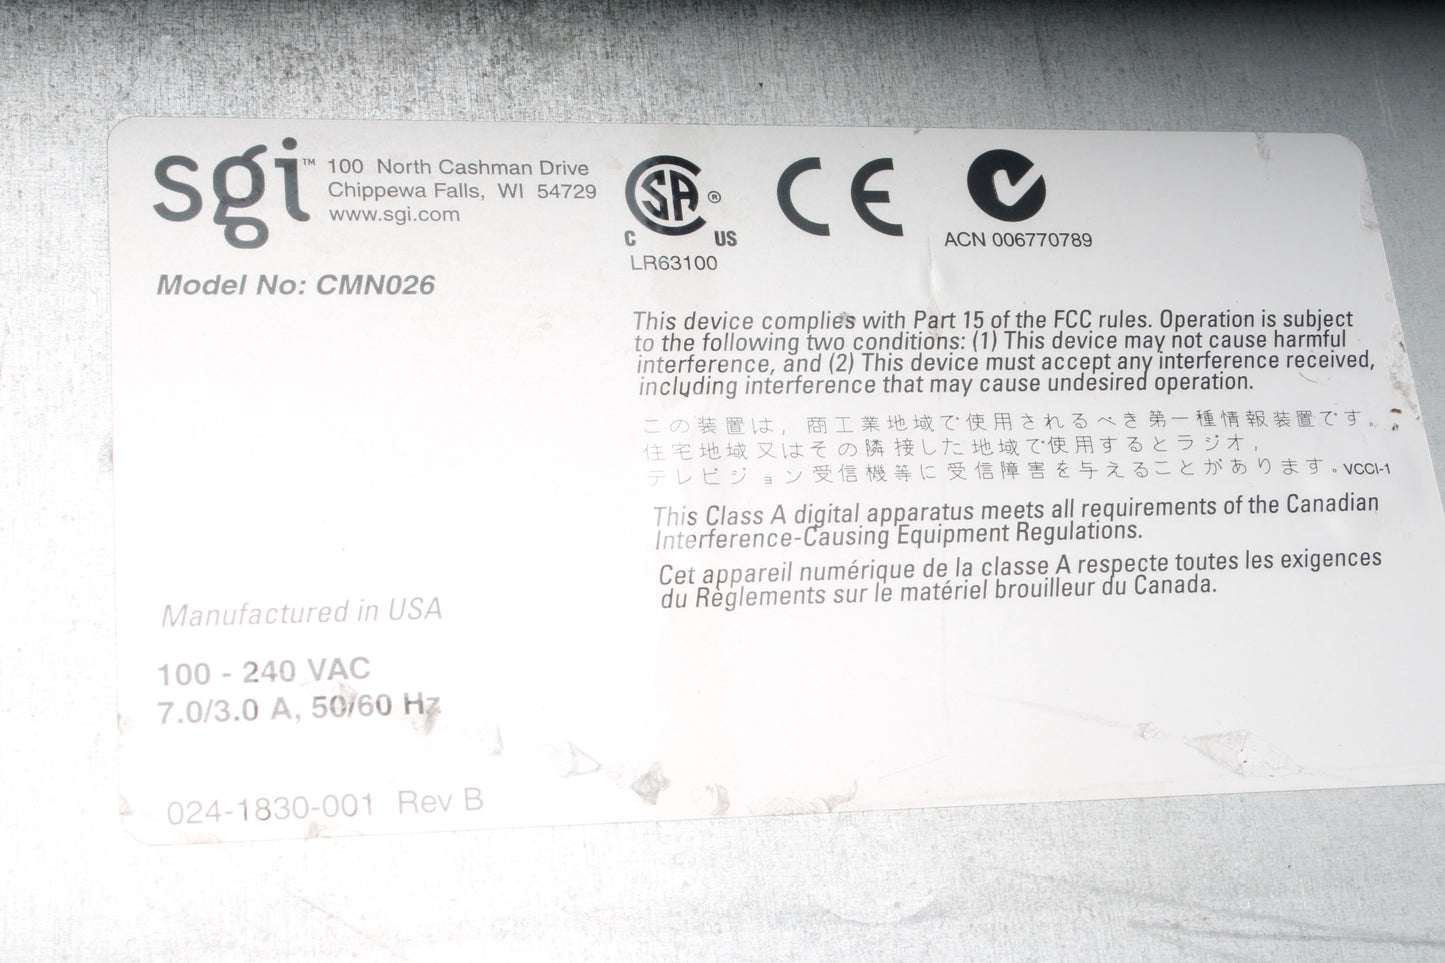 sgi™
100 North Cashman Drive
Chippewa Falls, WI 54729
www.sgi.com
Model No: CMN026
SA ®
C US
LR63100
CE
ACN 006770789
This device complies with Part 15 of the FCC rules. Operation is subject
to the following two conditions: (1) This device may not cause harmful
interference, and (2) This device must accept any interference received,
including interference that may cause undesired operation.
この装置は, 商工業地域で使用されるべき第一種情報装置です。
住宅地域又はその隣接した地域で使用するとラジオ,
テレビジョン受信機等に受信障害を与えることがあります。VCCI-1
This Class A digital apparatus meets all requirements of the Canadian
Interference-Causing Equipment Regulations.
Cet appareil numérique de la classe A respecte toutes les exigences
du Règlements sur le matériel brouilleur du Canada.
Manufactured in USA
100 - 240 VAC
7.0/3.0 A, 50/60 Hz
024-1830-001 Rev B